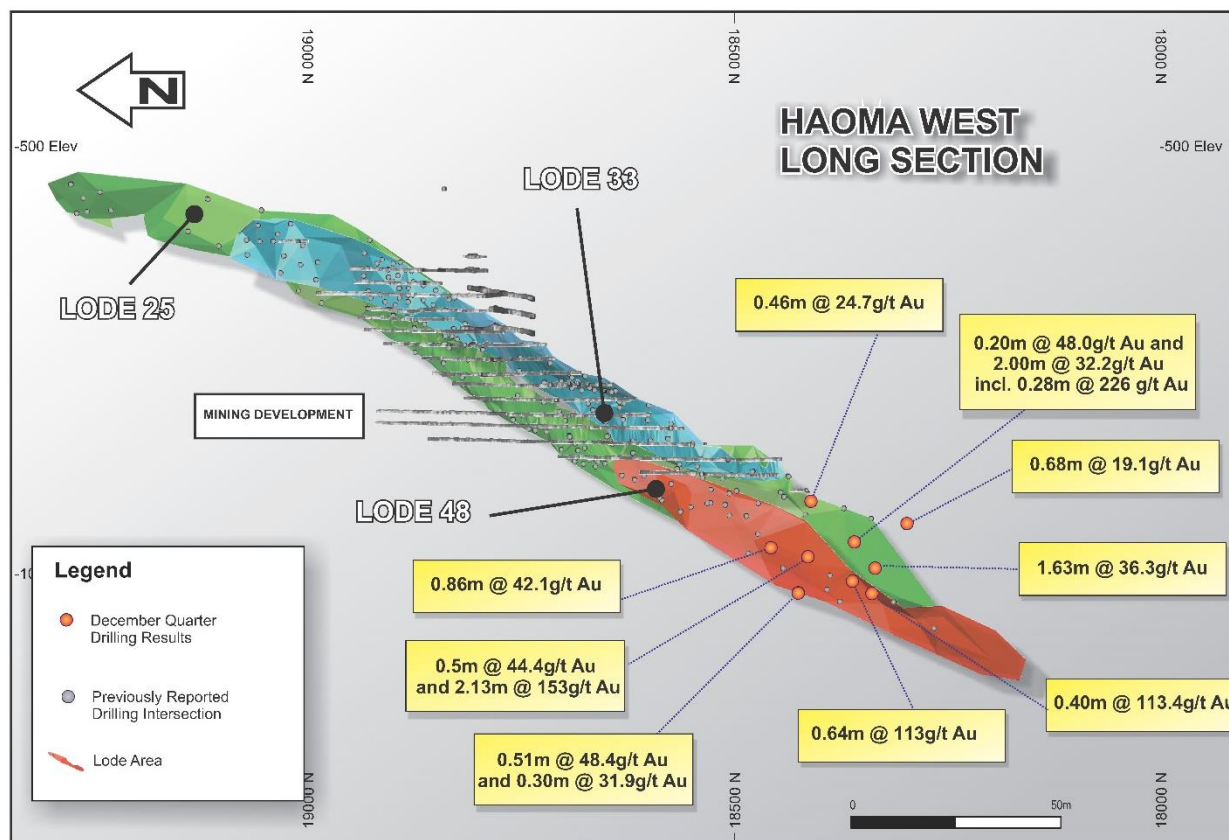 19000 N
18500 N
18000 N
N
HAOMA WEST
LONG SECTION
-500 Elev
-500 Elev
LODE 33
LODE 25
0.46m @ 24.7g/t Au
0.20m @ 48.0g/t Au and
2.00m @ 32.2g/t Au
incl. 0.28m @ 226 g/t Au
MINING DEVELOPMENT
0.68m @ 19.1g/t Au
LODE 48
Legend
December Quarter
Drilling Results
Previously Reported
Drilling Intersection
Lode Area
-10
0.86m @ 42.1g/t Au
1.63m @ 36.3g/t Au
0.5m @ 44.4g/t Au
and 2.13m @ 153g/t Au
0.40m @ 113.4g/t Au
0.64m @ 113g/t Au
0.51m @ 48.4g/t Au
and 0.30m @ 31.9g/t Au
19000 N
18500 N
18000 N
0
50m